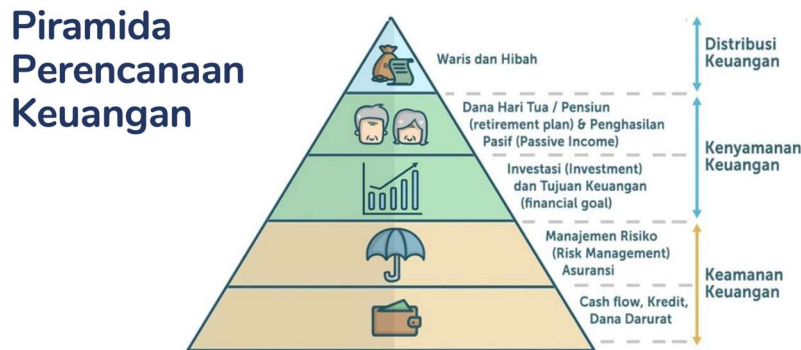 Piramida
Perencanaan
Keuangan
Waris dan Hibah
Distribusi
Keuangan
Dana Hari Tua / Pensiun
(retirement plan) & Penghasilan
Pasif (Passive Income)
Kenyamanan
Keuangan
Investasi (Investment)
dan Tujuan Keuangan
(financial goal)
Manajemen Risiko
(Risk Management)
Asuransi
Keamanan
Keuangan
Cash flow, Kredit,
Dana Darurat